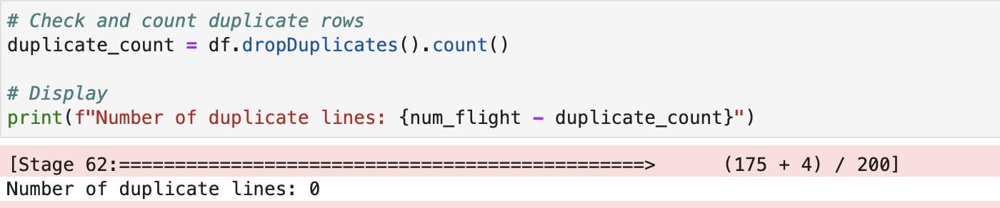 # Check and count duplicate rows
duplicate_count = df.dropDuplicates().count()
# Display
print(f"Number of duplicate lines: {num_flight - duplicate_count}")
[Stage 62:===============================================>      (175 + 4) / 200]
Number of duplicate lines: 0